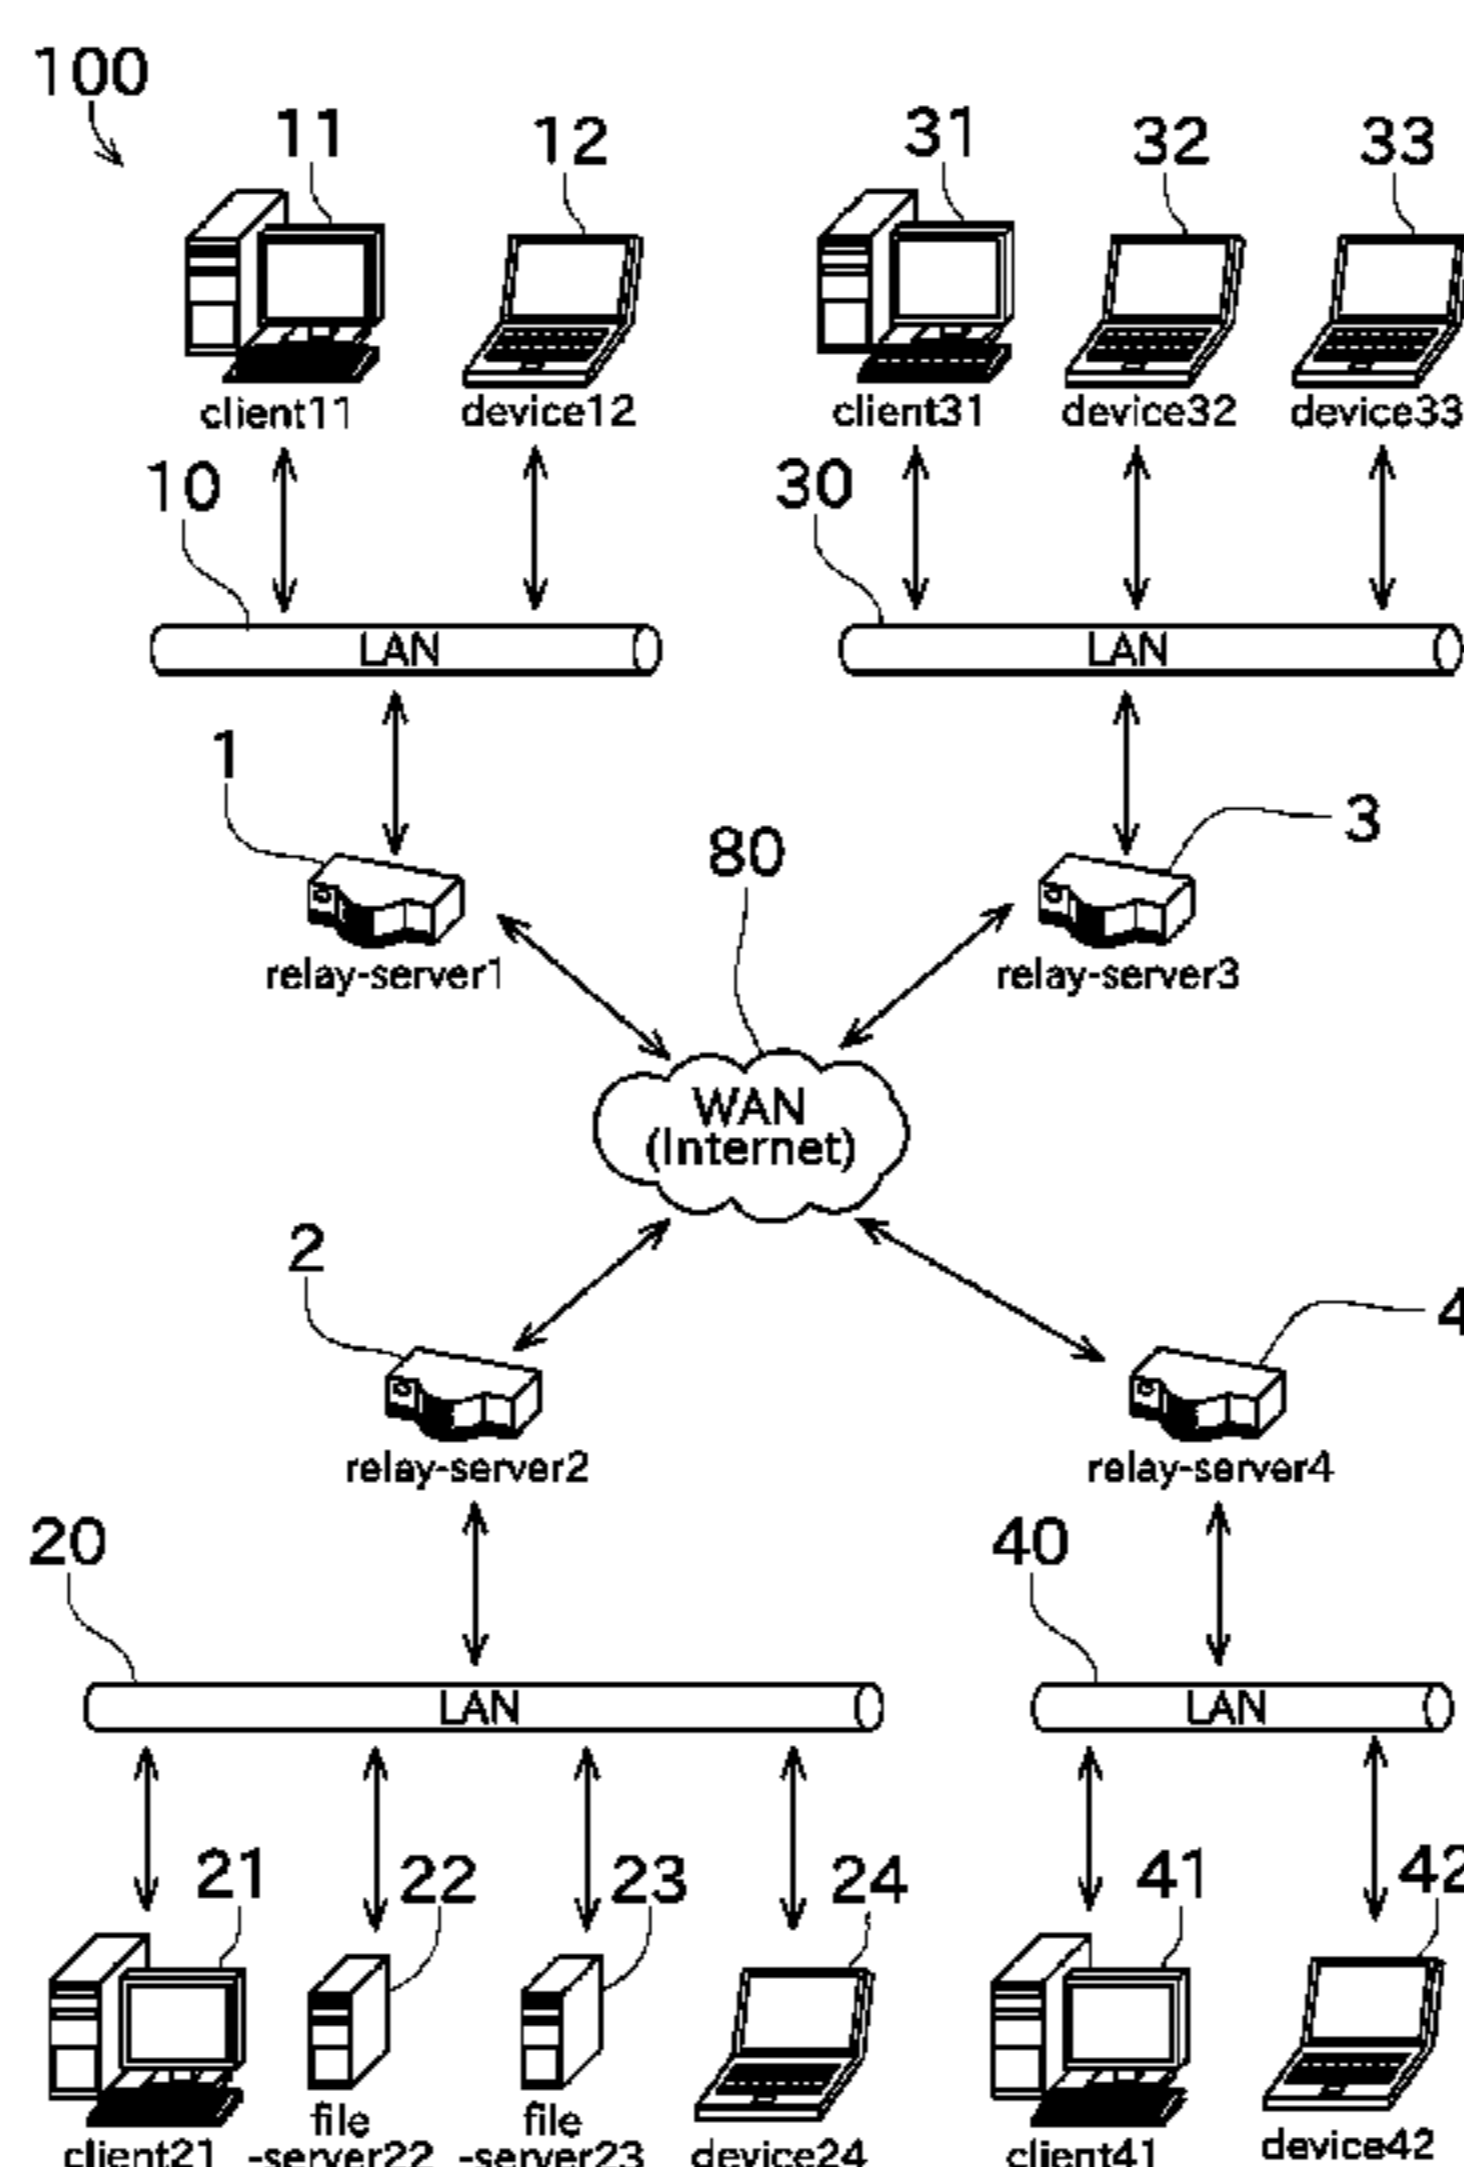 100
11
12
31
32
33
client11
device12
client31
device32
device33
10
30
LAN
LAN
1
3
80
relay-server1
relay-server3
WAN
(Internet)
2
4
relay-server2
relay-server4
20
40
LAN
LAN
21
22
23
24
41
42
client21
file
-server22
file
-server23
device24
client41
device42